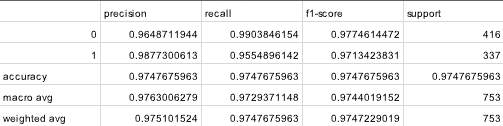 precision recall f1-score support
0 0.9648711944 0.9903846154 0.9774614472 416
1 0.9877300613 0.9554896142 0.9713423831 337
accuracy 0.9747675963 0.9747675963 0.9747675963 0.9747675963
macro avg 0.9763006279 0.9729371148 0.9744019152 753
weighted avg 0.975101524 0.9747675963 0.9747229019 753